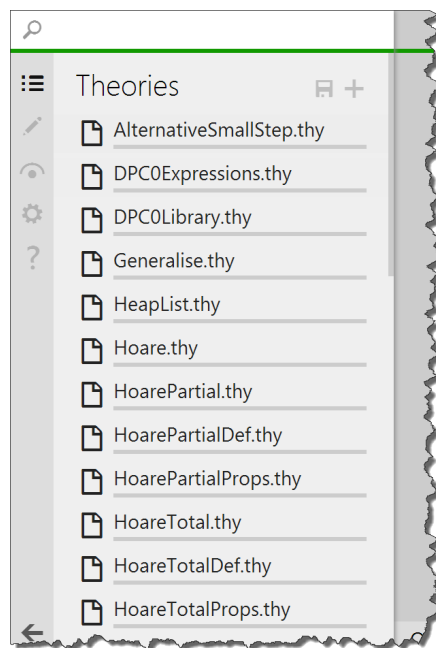 Theories
AlternativeSmallStep.thy
DPC0Expressions.thy
DPC0Library.thy
Generalise.thy
HeapList.thy
Hoare.thy
HoarePartial.thy
HoarePartialDef.thy
HoarePartialProps.thy
HoareTotal.thy
HoareTotalDef.thy
HoareTotalProps.thy